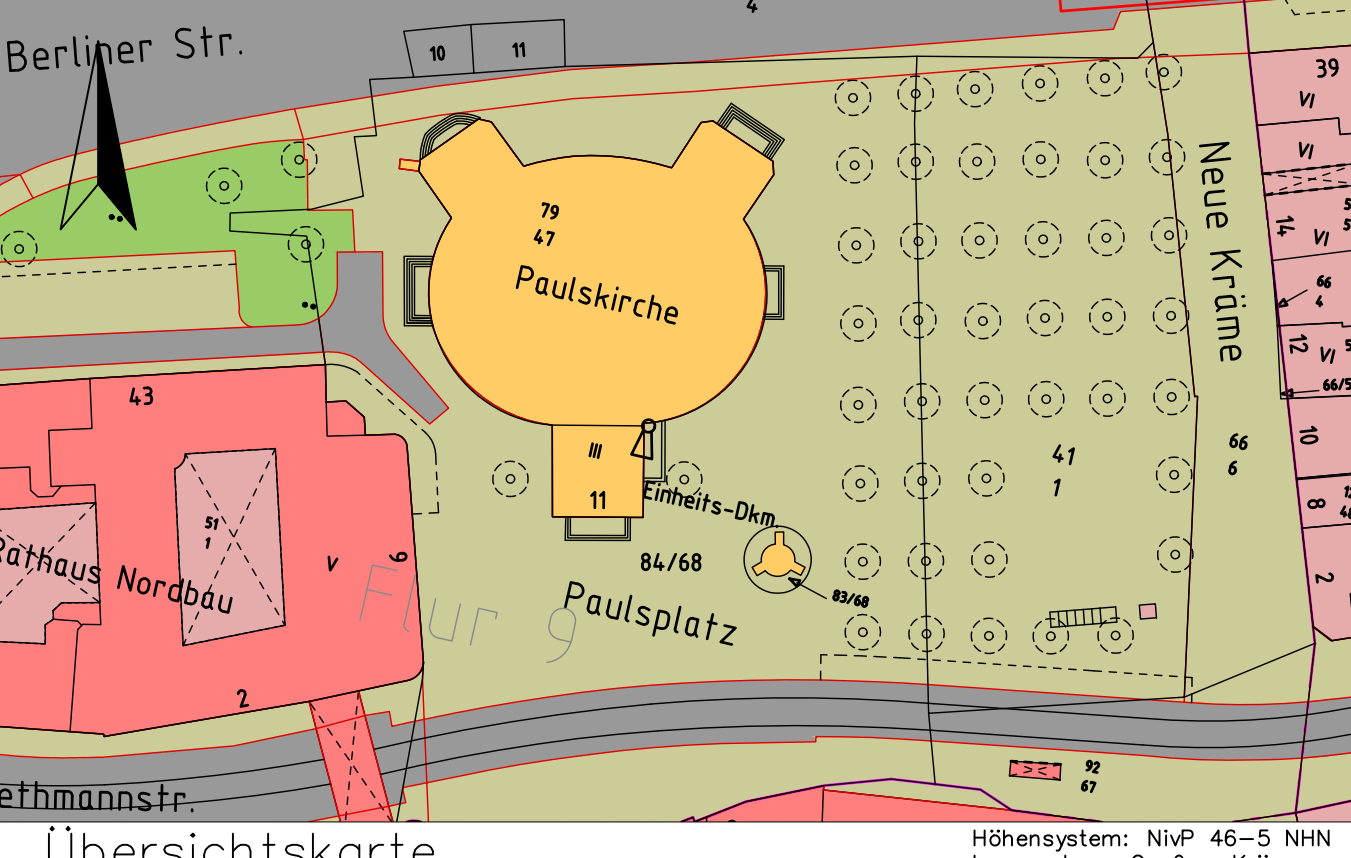 4
Berliner Str.
10
11
39
VI
VI
79
47
14
VI
Paulskirche
Neue Kräme
66
4
12
VI
66/5
43
10
III
41
1
66
6
11
8
Einheits-Dkm.
51
1
Rathaus Nordbau
V
9
84/68
83/68
2
Paulsplatz
Flur 9
2
92
67
ethmannstr.
Übersichtskarte
Höhensystem: NivP 46-5 NHN